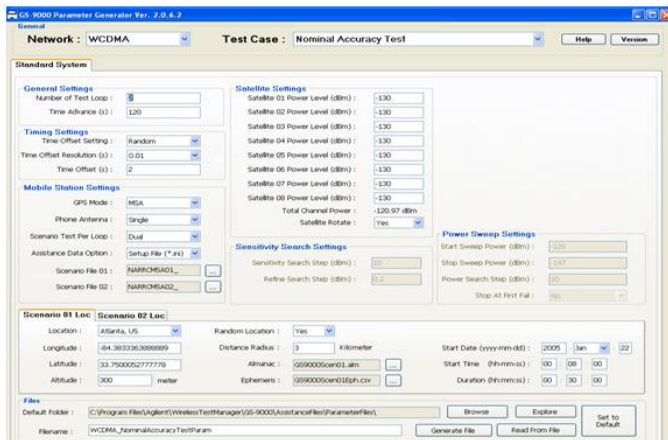 GS-9000 Parameter Generator Ver. 2.0.6.2
General
Network : WCDMA Test Case : Nominal Accuracy Test Help Version
Standard System
General Settings
Number of Test Loop :
Time Advance (s) : 120
Timing Settings
Time Offset Setting : Random
Time Offset Resolution (s) : 0.01
Time Offset (s) : 2
Mobile Station Settings
GPS Mode : MSA
Phone Antenna : Single
Scenario Test Per Loop : Dual
Assistance Data Option : Setup File (*.ini)
Scenario File 01 : NARRCMSA01_ ...
Scenario File 02 : NARRCMSA02_ ...
Satellite Settings
Satellite 01 Power Level (dBm) : -130
Satellite 02 Power Level (dBm) : -130
Satellite 03 Power Level (dBm) : -130
Satellite 04 Power Level (dBm) : -130
Satellite 05 Power Level (dBm) : -130
Satellite 06 Power Level (dBm) : -130
Satellite 07 Power Level (dBm) : -130
Satellite 08 Power Level (dBm) : -130
Total Channel Power : -120.97 dBm
Satellite Rotate : Yes
Sensitivity Search Settings
Sensitivity Search Step (dBm) : 10
Refine Search Step (dBm) : 0.2
Power Sweep Settings
Start Sweep Power (dBm) : -120
Stop Sweep Power (dBm) : -147
Power Search Step (dBm) : 10
Stop At First Fail : No
Scenario 01 Loc Scenario 02 Loc
Location : Atlanta, US Random Location : Yes
Longitude : -84.3833363888889 Distance Radius : 3 Kilometer Start Date (yyyy-mm-dd) : 2005 - Jan - 22
Latitude : 33.7500052777778 Almanac : GS9000Scen01.alm ... Start Time (hh-mm-ss) : 00 08 00
Altitude : 300 meter Ephemeris : GS9000Scen01Eph.csv ... Duration (hh:mm:ss) : 00 30 00
Files
Default Folder : C:\Program Files\Agilent\WirelessTestManager\GS-9000\AssistanceFiles\ParameterFiles\ Browse Explore Set to Default
Filename : WCDMA_NominalAccuracyTestParam Generate File Read From File